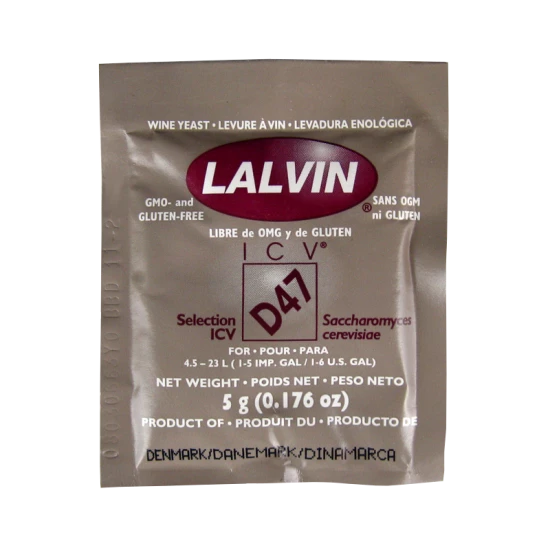 WINE YEAST • LEVURE À VIN • LEVADURA ENOLÓGICA
LALVIN®
GMO- and
GLUTEN-FREE
SANS OGM
ni GLUTEN
LIBRE de OMG y de GLUTEN
ICV®
D47
Selection
ICV
Saccharomyces
cerevisiae
FOR • POUR • PARA
4.5 – 23 L ( 1-5 IMP. GAL / 1-6 U.S. GAL)
NET WEIGHT • POIDS NET • PESO NETO
5 g (0.176 oz)
PRODUCT OF • PRODUIT DU • PRODUCTO DE
DENMARK/DANEMARK/DINAMARCA